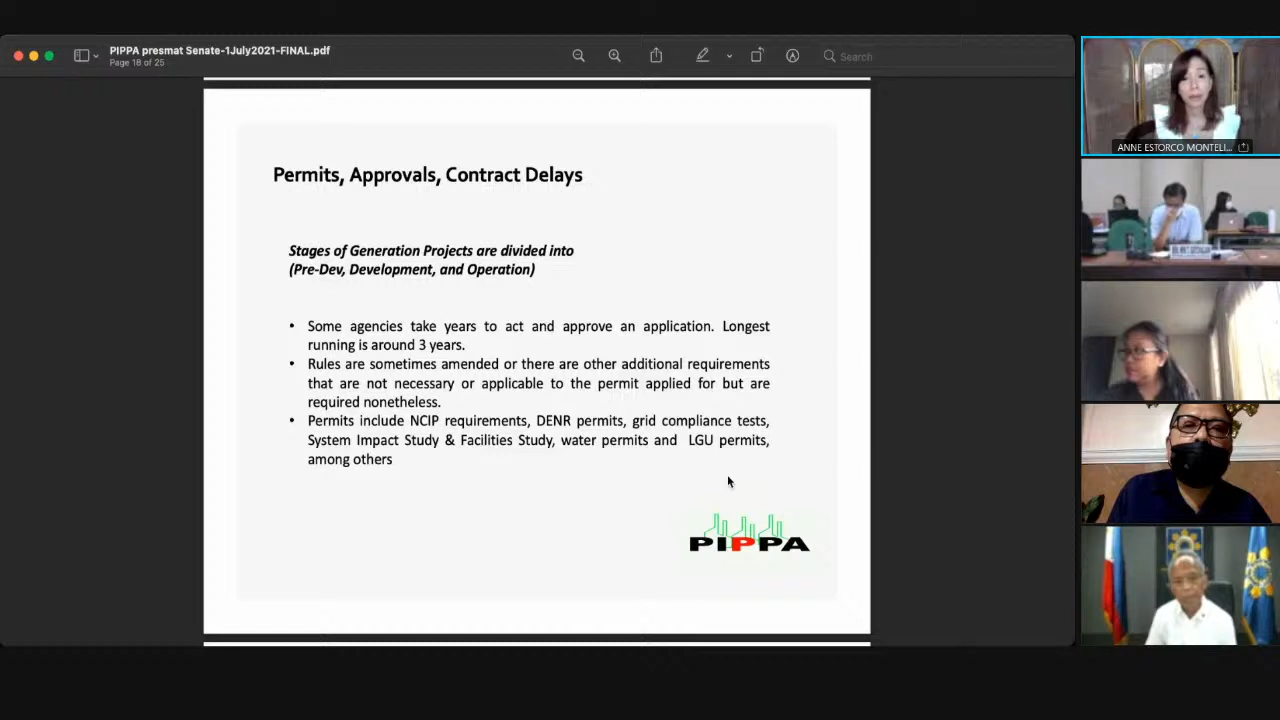 PIPPA presmat Senate-1July2021-FINAL.pdf
Page 18 of 25
Search
Permits, Approvals, Contract Delays
Stages of Generation Projects are divided into
(Pre-Dev, Development, and Operation)
• Some agencies take years to act and approve an application. Longest
running is around 3 years.
• Rules are sometimes amended or there are other additional requirements
that are not necessary or applicable to the permit applied for but are
required nonetheless.
• Permits include NCIP requirements, DENR permits, grid compliance tests,
System Impact Study & Facilities Study, water permits and LGU permits,
among others
PIPPA
ANNE ESTORCO MONTELI...